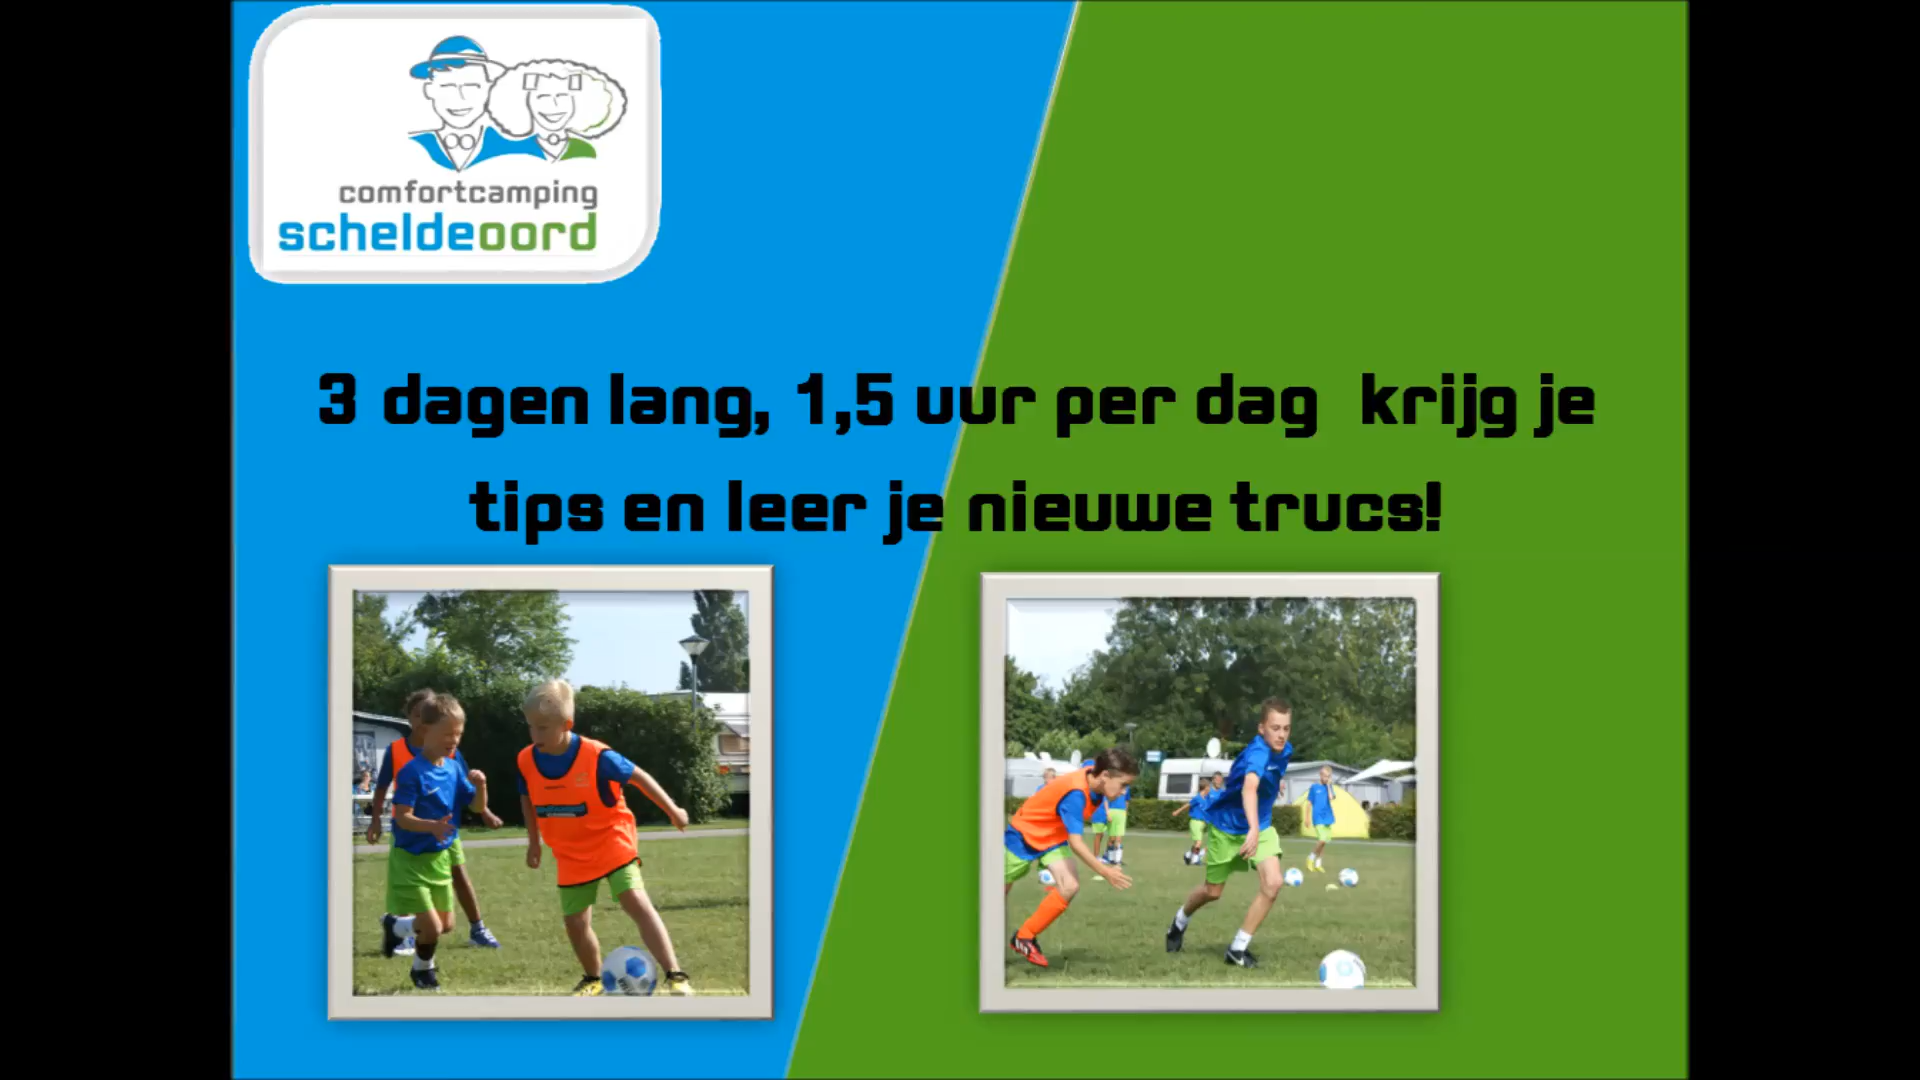 comfortcamping
scheldeoord
3 dagen lang, 1,5 uur per dag krijg je
tips en leer je nieuwe trucs!